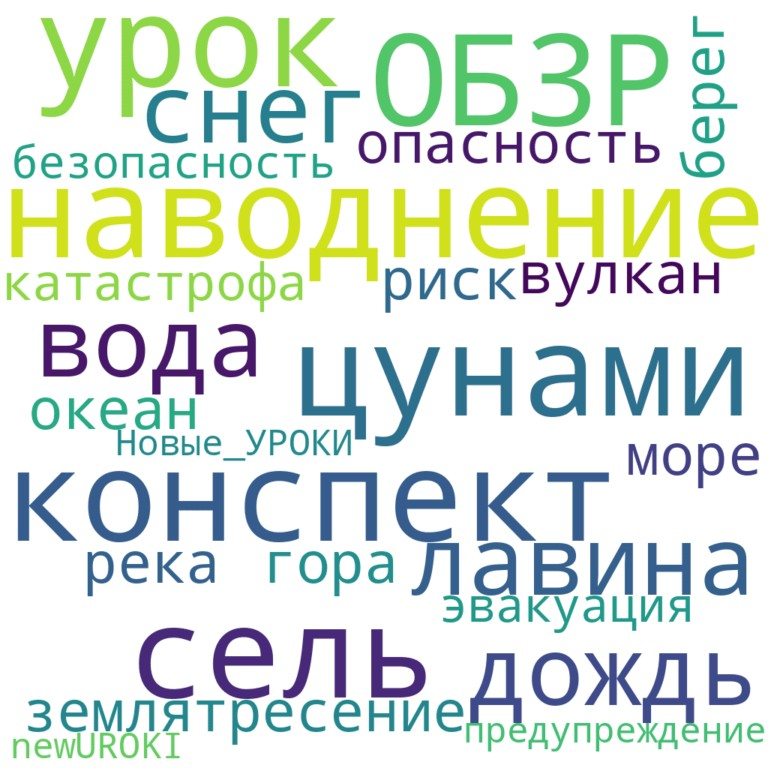 урок
ОБЗР
берег
снег
опасность
безопасность
наводнение
катастрофа
риск
вулкан
вода
цунами
океан
Новые_УРОКИ
море
конспект
река
гора
лавина
эвакуация
сель
дождь
землятресение
предупреждение
newUROKI